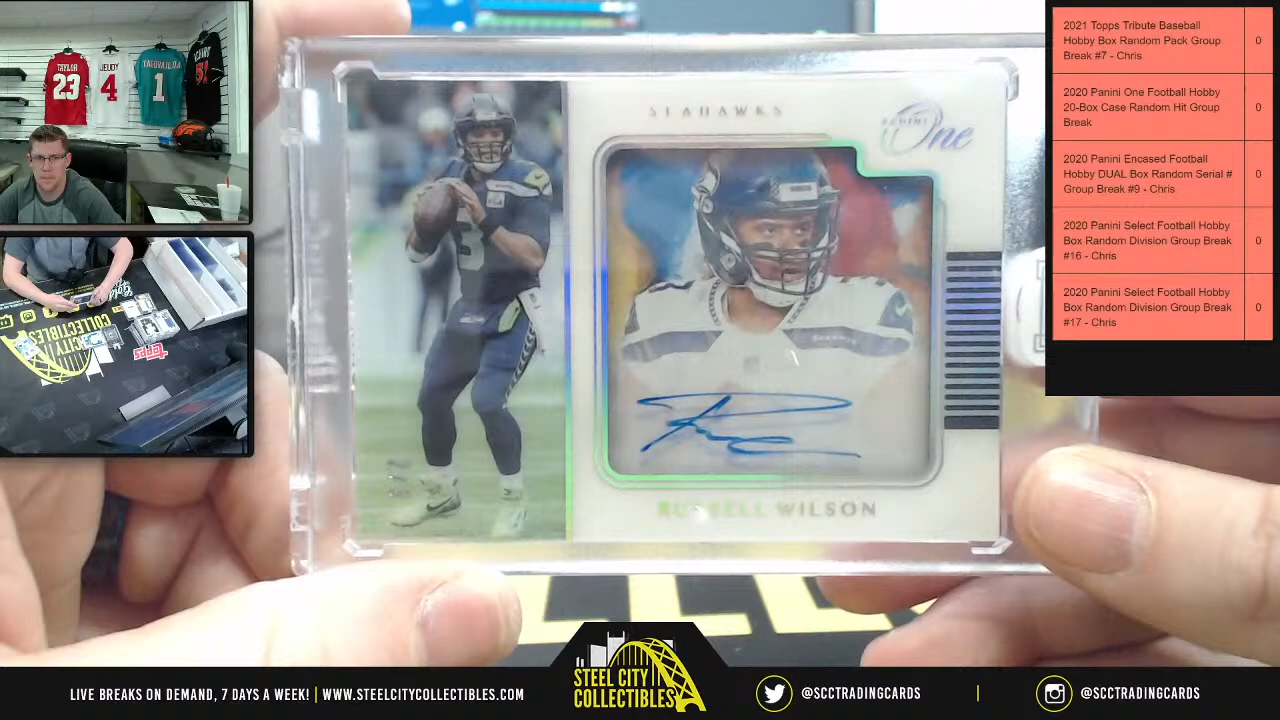 TAYLOR
23
JEUDY
4
TAGOVAILOA
1
2021 Topps Tribute Baseball
Hobby Box Random Pack Group
Break #7 - Chris
0
2020 Panini One Football Hobby
20-Box Case Random Hit Group
Break
0
2020 Panini Encased Football
Hobby DUAL Box Random Serial #
Group Break #9 - Chris
0
2020 Panini Select Football Hobby
Box Random Division Group Break
#16 - Chris
0
2020 Panini Select Football Hobby
Box Random Division Group Break
#17 - Chris
0
SEAHAWKS
PANINI
One
3
RUSSELL WILSON
COLLECTIBLES
Topps
STEEL CITY
COLLECTIBLES
LIVE BREAKS ON DEMAND, 7 DAYS A WEEK! | WWW.STEELCITYCOLLECTIBLES.COM
@SCCTRADINGCARDS
@SCCTRADINGCARDS